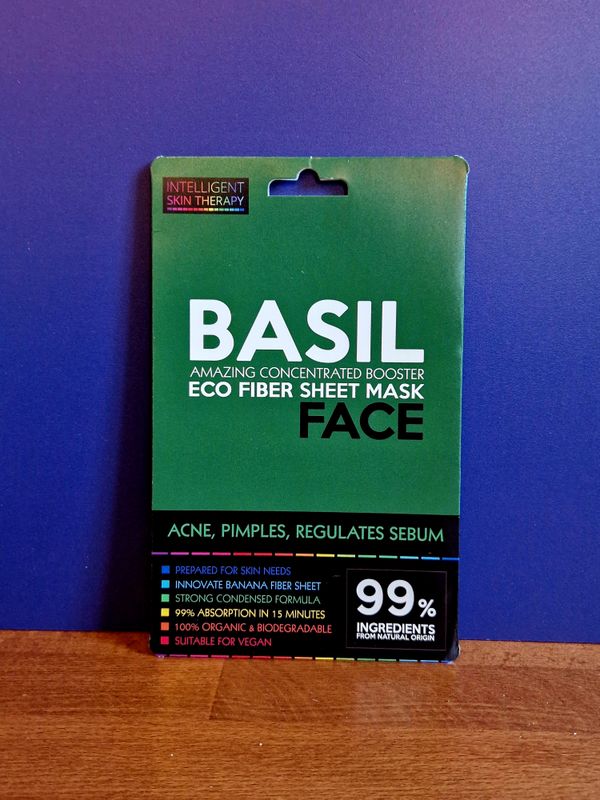 INTELLIGENT
SKIN THERAPY
BASIL
AMAZING CONCENTRATED BOOSTER
ECO FIBER SHEET MASK
FACE
ACNE, PIMPLES, REGULATES SEBUM
PREPARED FOR SKIN NEEDS
INNOVATE BANANA FIBER SHEET
STRONG CONDENSED FORMULA
99% ABSORPTION IN 15 MINUTES
100% ORGANIC & BIODEGRADABLE
SUITABLE FOR VEGAN
99%
INGREDIENTS
FROM NATURAL ORIGIN